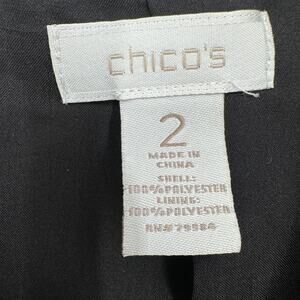 chico's
2
MADE IN
CHINA
SHELL:
100%POLYESTER
LINING:
100%POLYESTER
RN#79984